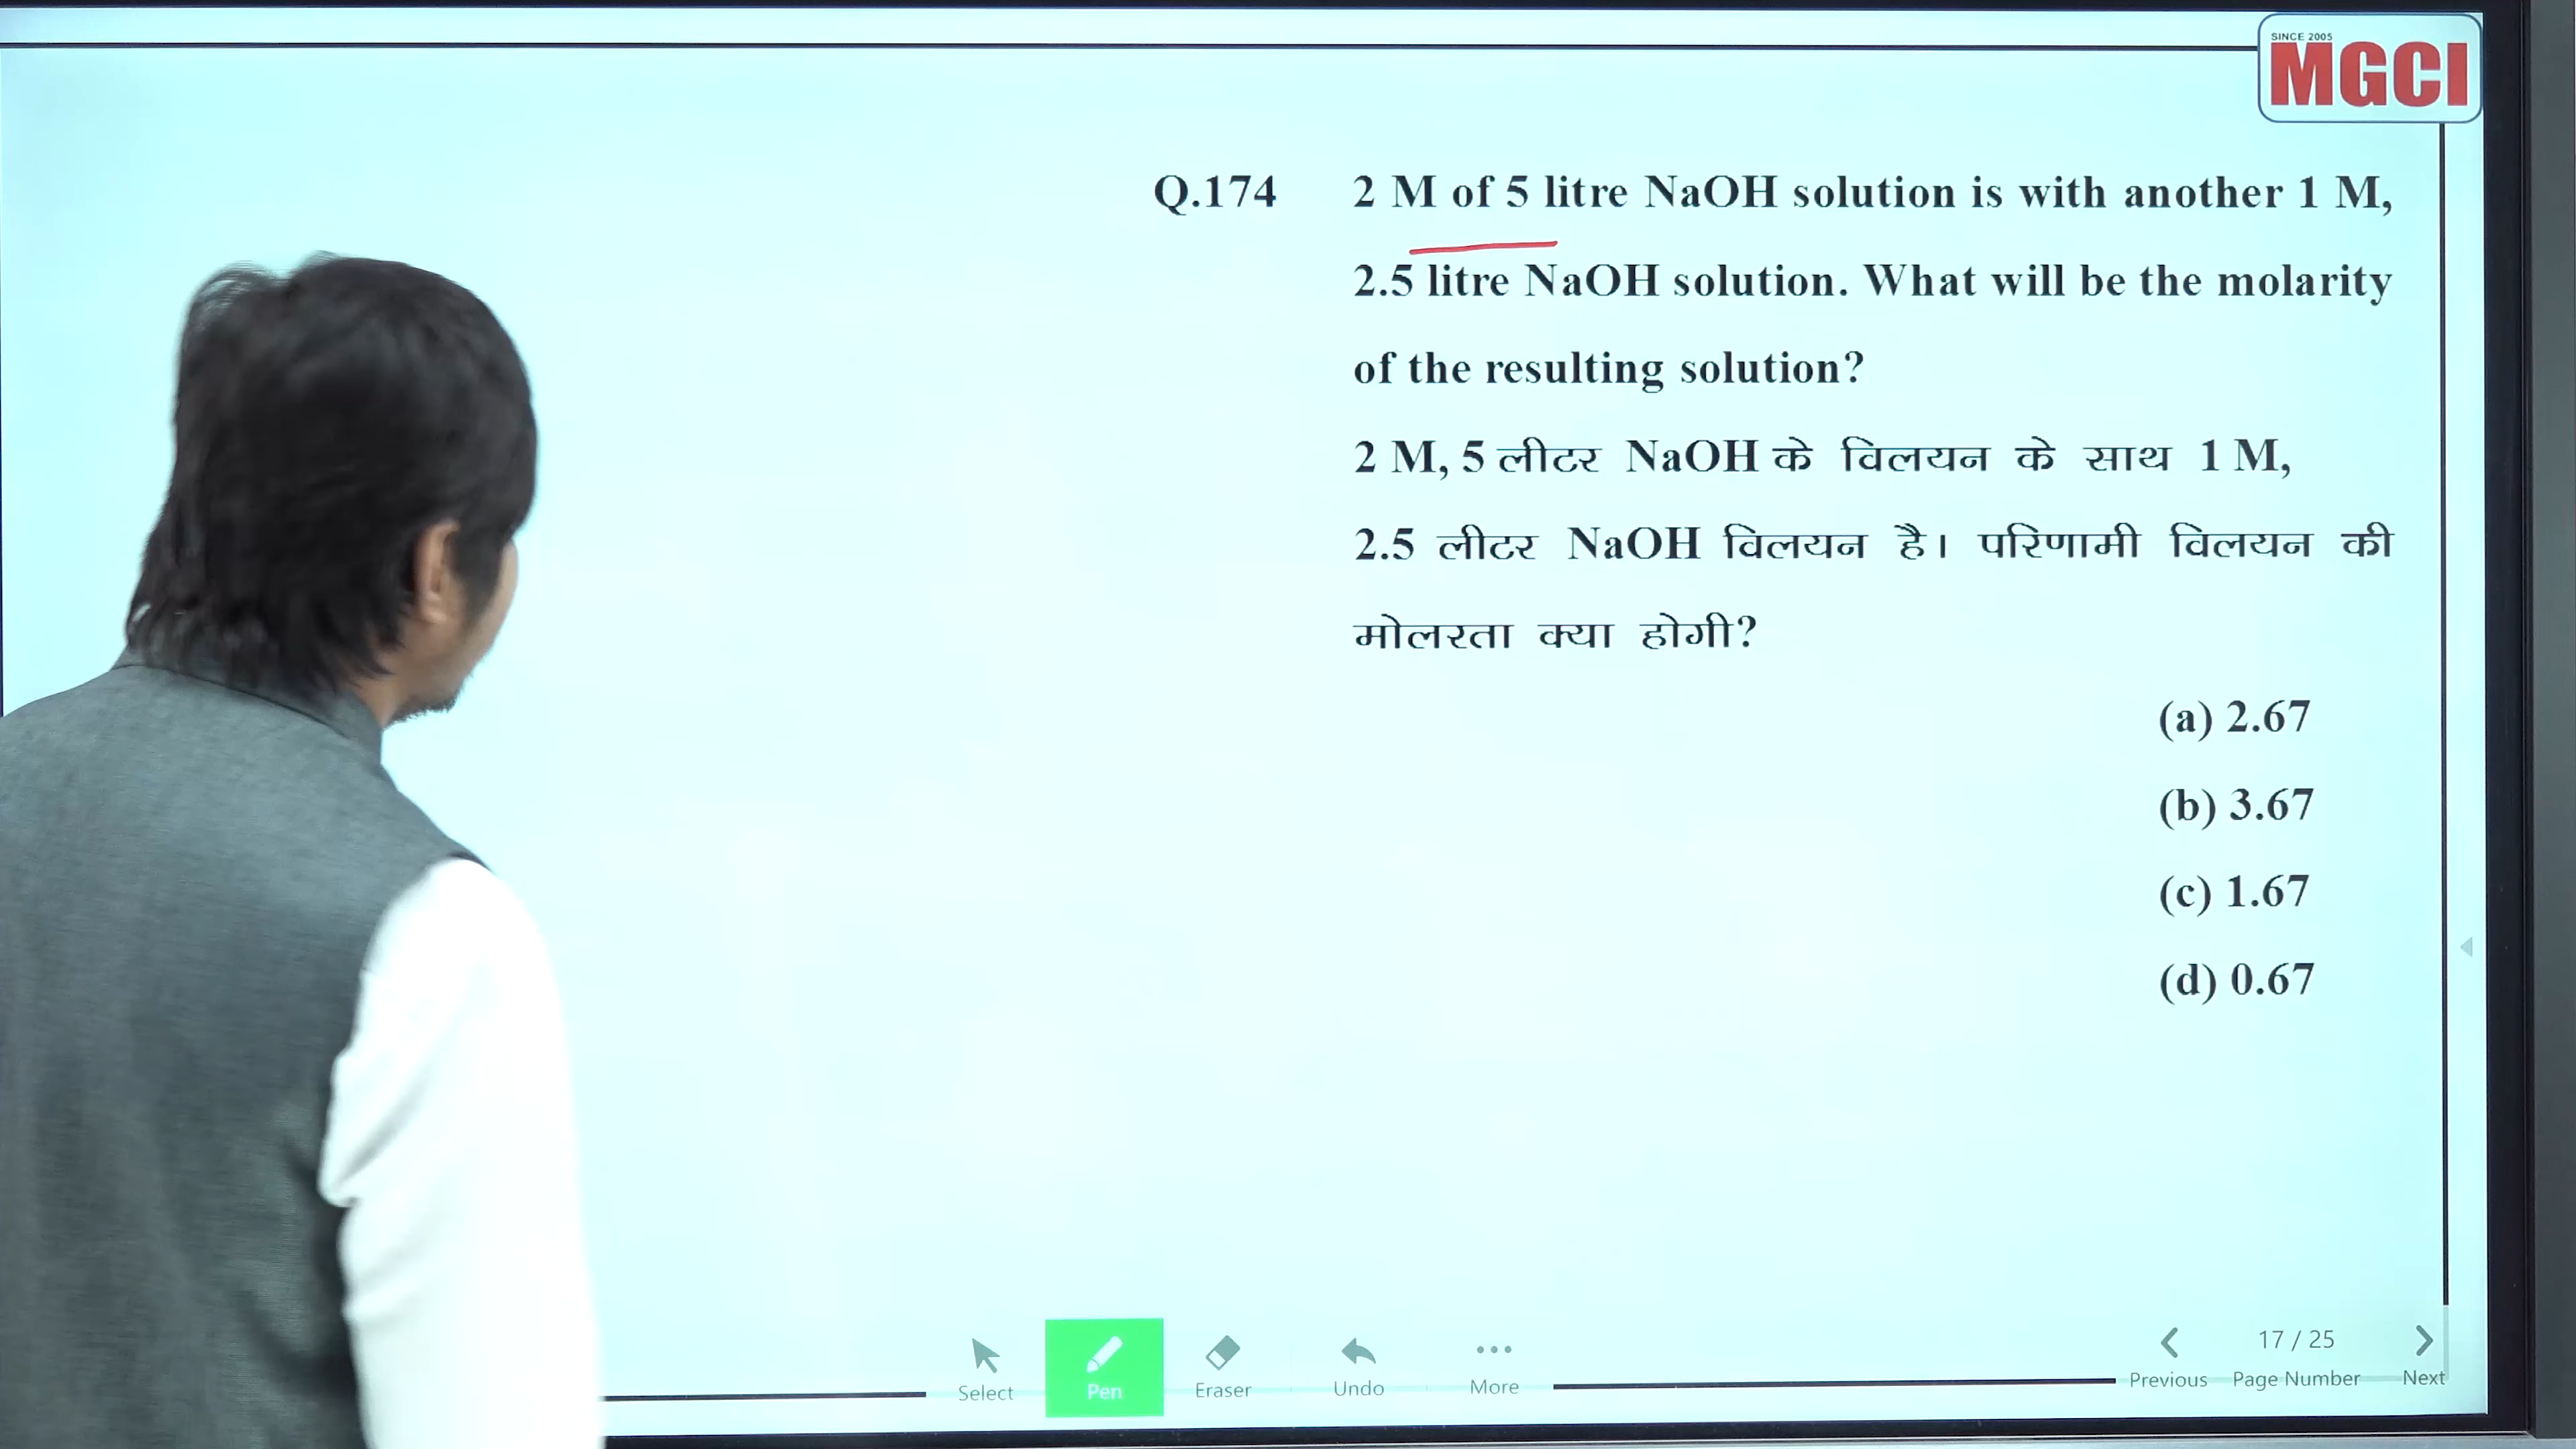 SINCE 2005
MGCI
Q.174 2 M of 5 litre NaOH solution is with another 1 M,
2.5 litre NaOH solution. What will be the molarity
of the resulting solution?
2 M, 5 लीटर NaOH के विलयन के साथ 1 M,
2.5 लीटर NaOH विलयन है। परिणामी विलयन की
मोलरता क्या होगी?
(a) 2.67
(b) 3.67
(c) 1.67
(d) 0.67
Select Pen Eraser Undo More
17 / 25
Previous Page Number Next